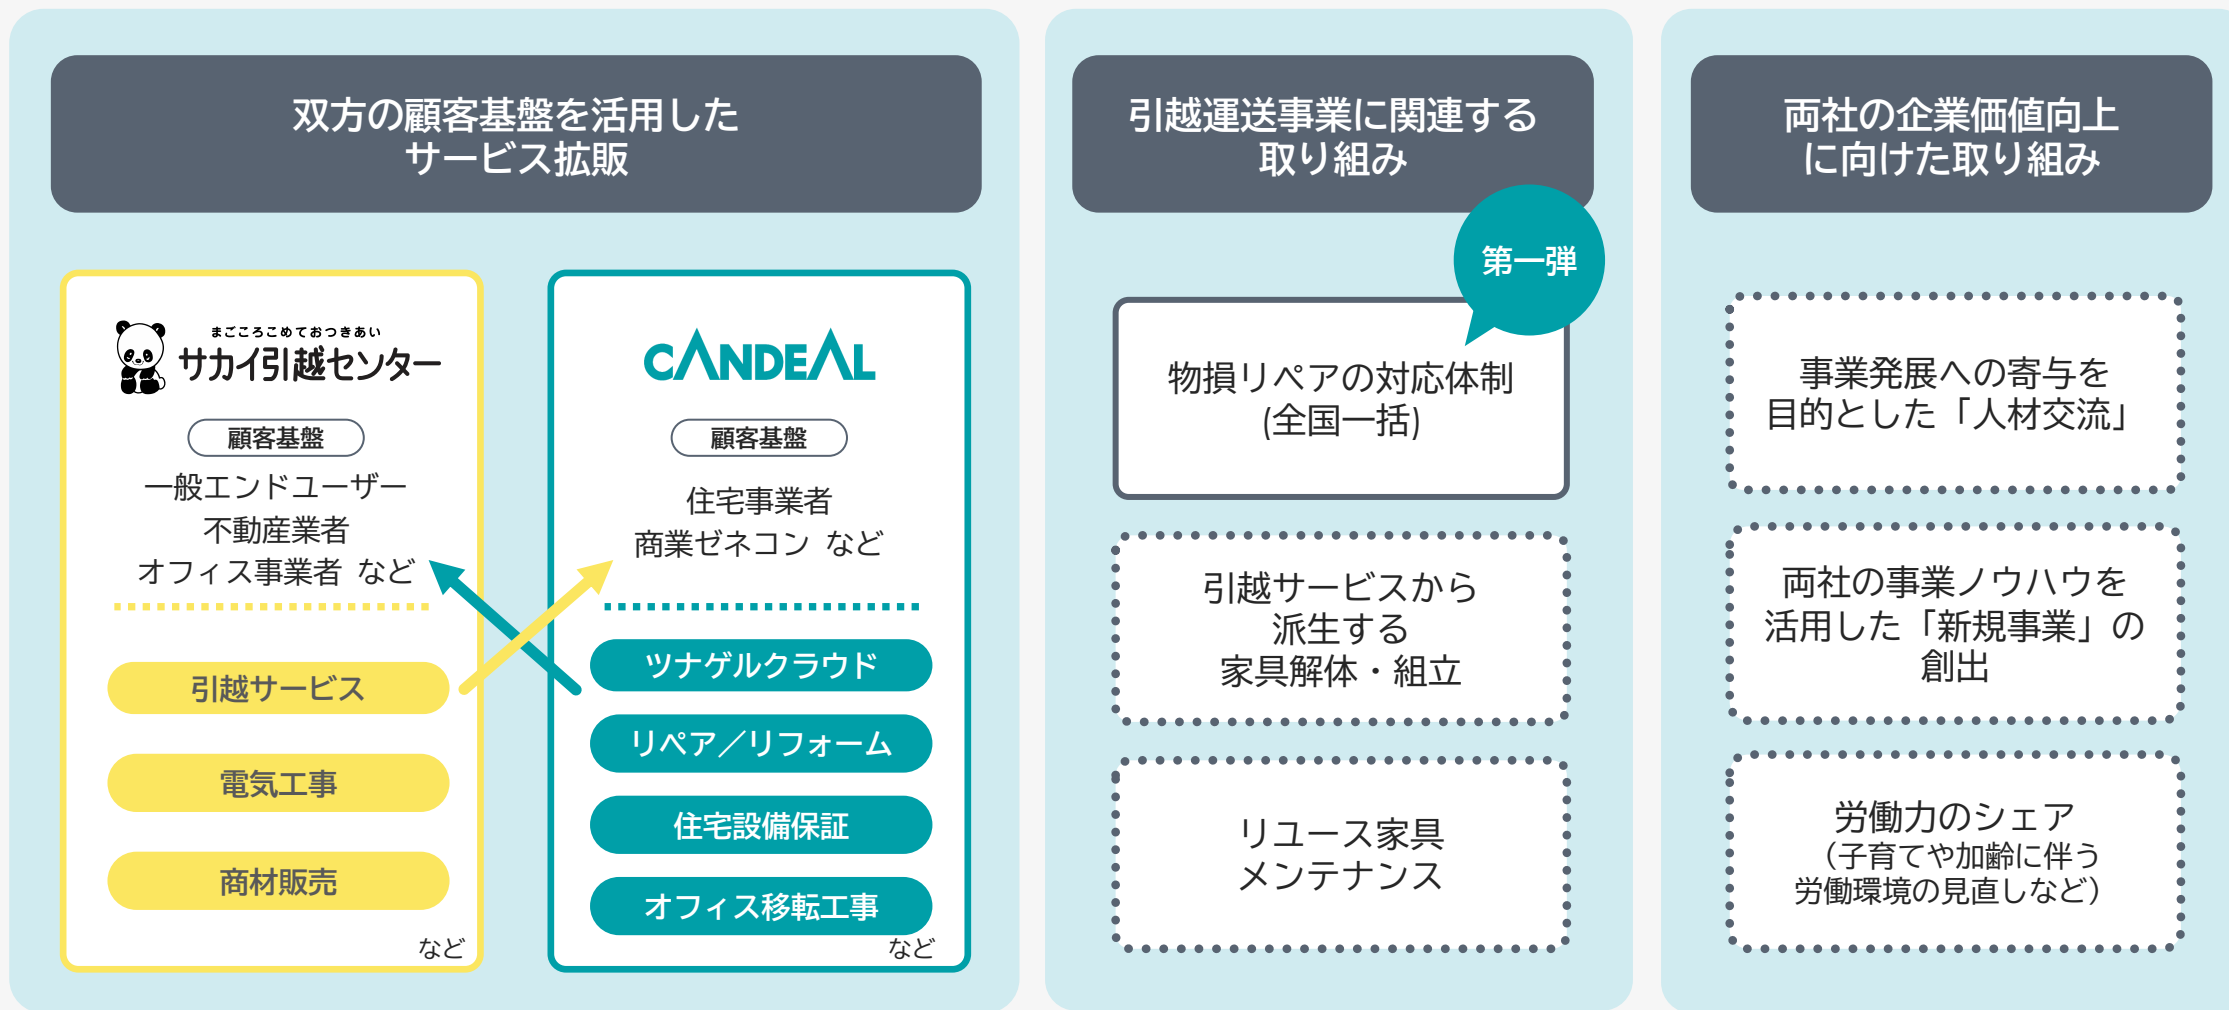 双方の顧客基盤を活用した
サービス拡販
まごころこめておつきあい
サカイ引越センター
顧客基盤
一般エンドユーザー
不動産業者
オフィス事業者 など
引越サービス
電気工事
商材販売
など
CANDEAL
顧客基盤
住宅事業者
商業ゼネコン など
ツナゲルクラウド
リペア／リフォーム
住宅設備保証
オフィス移転工事
など
引越運送事業に関連する
取り組み
第一弾
物損リペアの対応体制
(全国一括)
引越サービスから
派生する
家具解体・組立
リユース家具
メンテナンス
両社の企業価値向上
に向けた取り組み
事業発展への寄与を
目的とした「人材交流」
両社の事業ノウハウを
活用した「新規事業」の
創出
労働力のシェア
（子育てや加齢に伴う
労働環境の見直しなど）